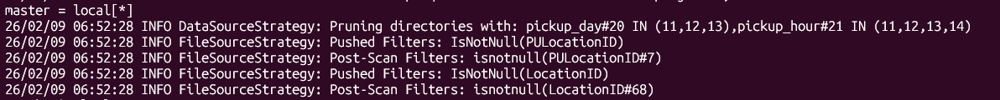 master = local[*]
26/02/09 06:52:28 INFO DataSourceStrategy: Pruning directories with: pickup_day#20 IN (11,12,13),pickup_hour#21 IN (11,12,13,14)
26/02/09 06:52:28 INFO FileSourceStrategy: Pushed Filters: IsNotNull(PULocationID)
26/02/09 06:52:28 INFO FileSourceStrategy: Post-Scan Filters: isnotnull(PULocationID#7)
26/02/09 06:52:28 INFO FileSourceStrategy: Pushed Filters: IsNotNull(LocationID)
26/02/09 06:52:28 INFO FileSourceStrategy: Post-Scan Filters: isnotnull(LocationID#68)